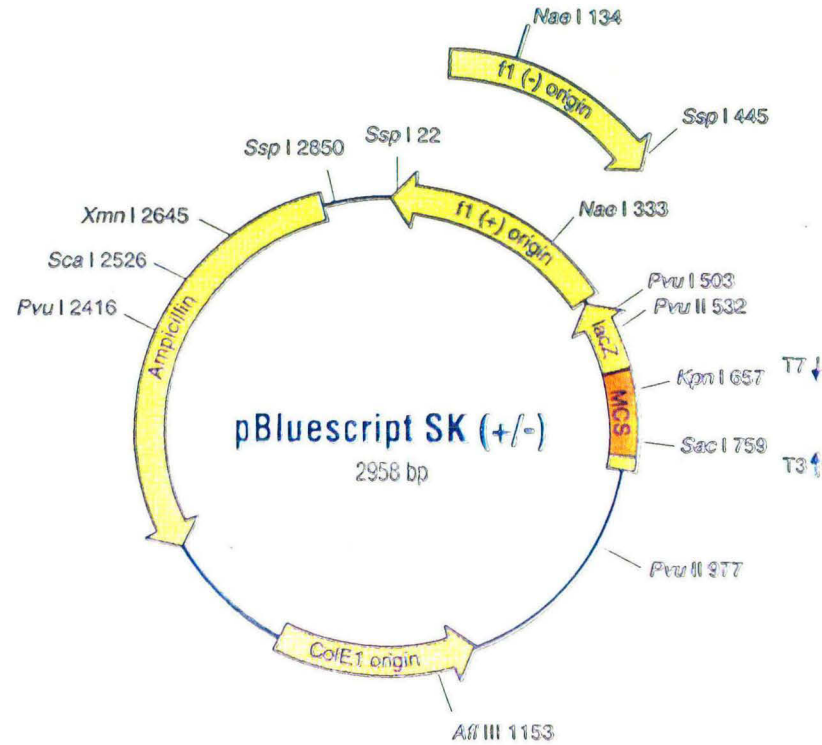 Nae I 134
f1 (-) origin
Ssp I 445
Ssp I 2850
Ssp I 22
Xmn I 2645
f1 (+) origin
Nae I 333
Sca I 2526
Pvu I 503
Pvu I 2416
Pvu II 532
Ampicillin
lacZ
T7
Kpn I 657
MCS
pBluescript SK (+/-)
Sac I 759
2958 bp
T3
Pvu II 977
ColE1 origin
Afl III 1153